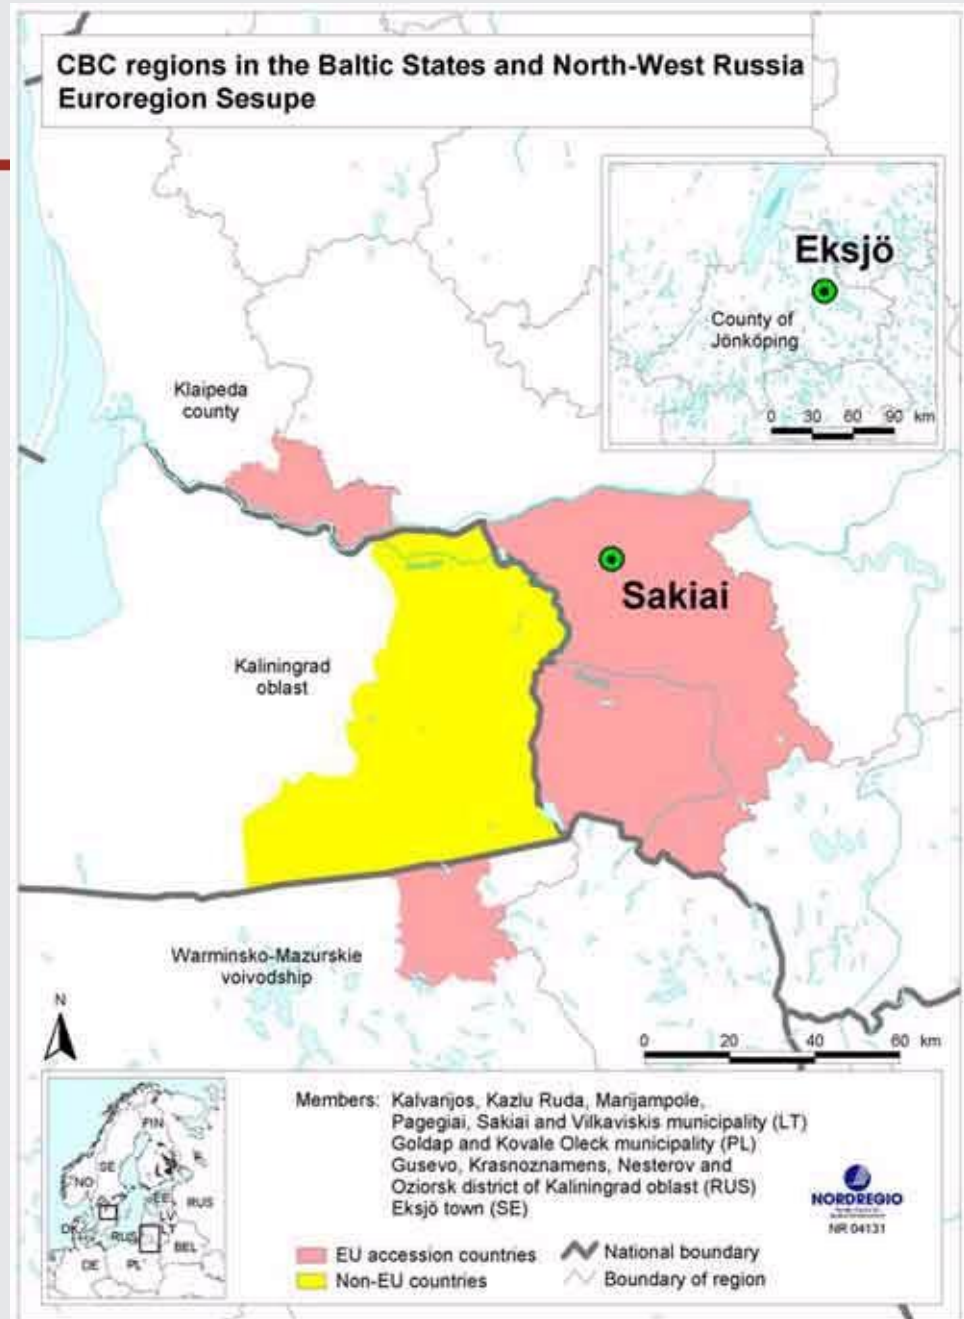 CBC regions in the Baltic States and North-West Russia
Euroregion Sesupe
Eksjö
County of
Jönköping
0 30 60 90 km
Klaipeda
county
Sakiai
Kaliningrad
oblast
Warminsko-Mazurskie
voivodship
N
0 20 40 60 km
Members: Kalvarijos, Kazlu Ruda, Marijampole,
Pagegiai, Sakiai and Vilkaviskis municipality (LT)
Goldap and Kovale Oleck municipality (PL)
Gusevo, Krasnoznamens, Nesterov and
Oziorsk district of Kaliningrad oblast (RUS)
Eksjö town (SE)
FIN
SE
NO
EE
RUS
LV
DK
RUS
LT
BEL
DE
PL
NORDREGIO
NR 04131
EU accession countries
National boundary
Non-EU countries
Boundary of region